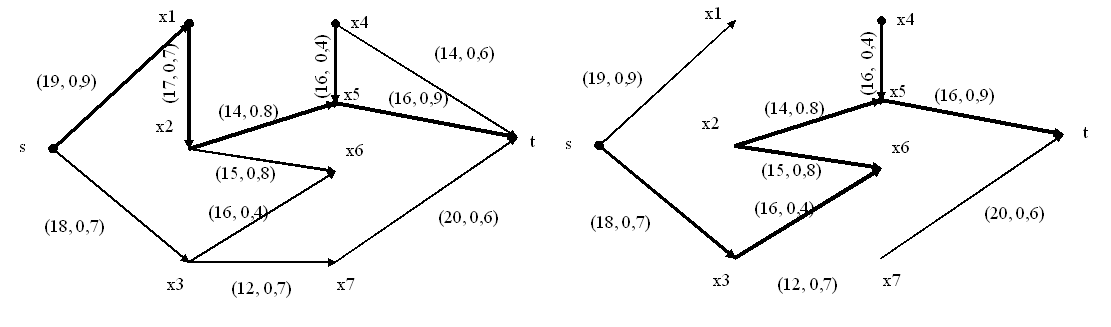 x1
x4
(19, 0,9)
(17,0,7)
(16, 0,4)
(14, 0,6)
x5
(16, 0,9)
(14, 0.8)
x2
s
x6
t
(15, 0,8)
(16, 0,4)
(18, 0,7)
(20, 0,6)
x3
(12, 0,7)
x7
x1
x4
(19, 0,9)
(16, 0,4)
x5
(16, 0,9)
(14, 0.8)
x2
s
x6
t
(15, 0,8)
(16, 0,4)
(18, 0,7)
(20, 0,6)
x3
(12, 0,7)
x7